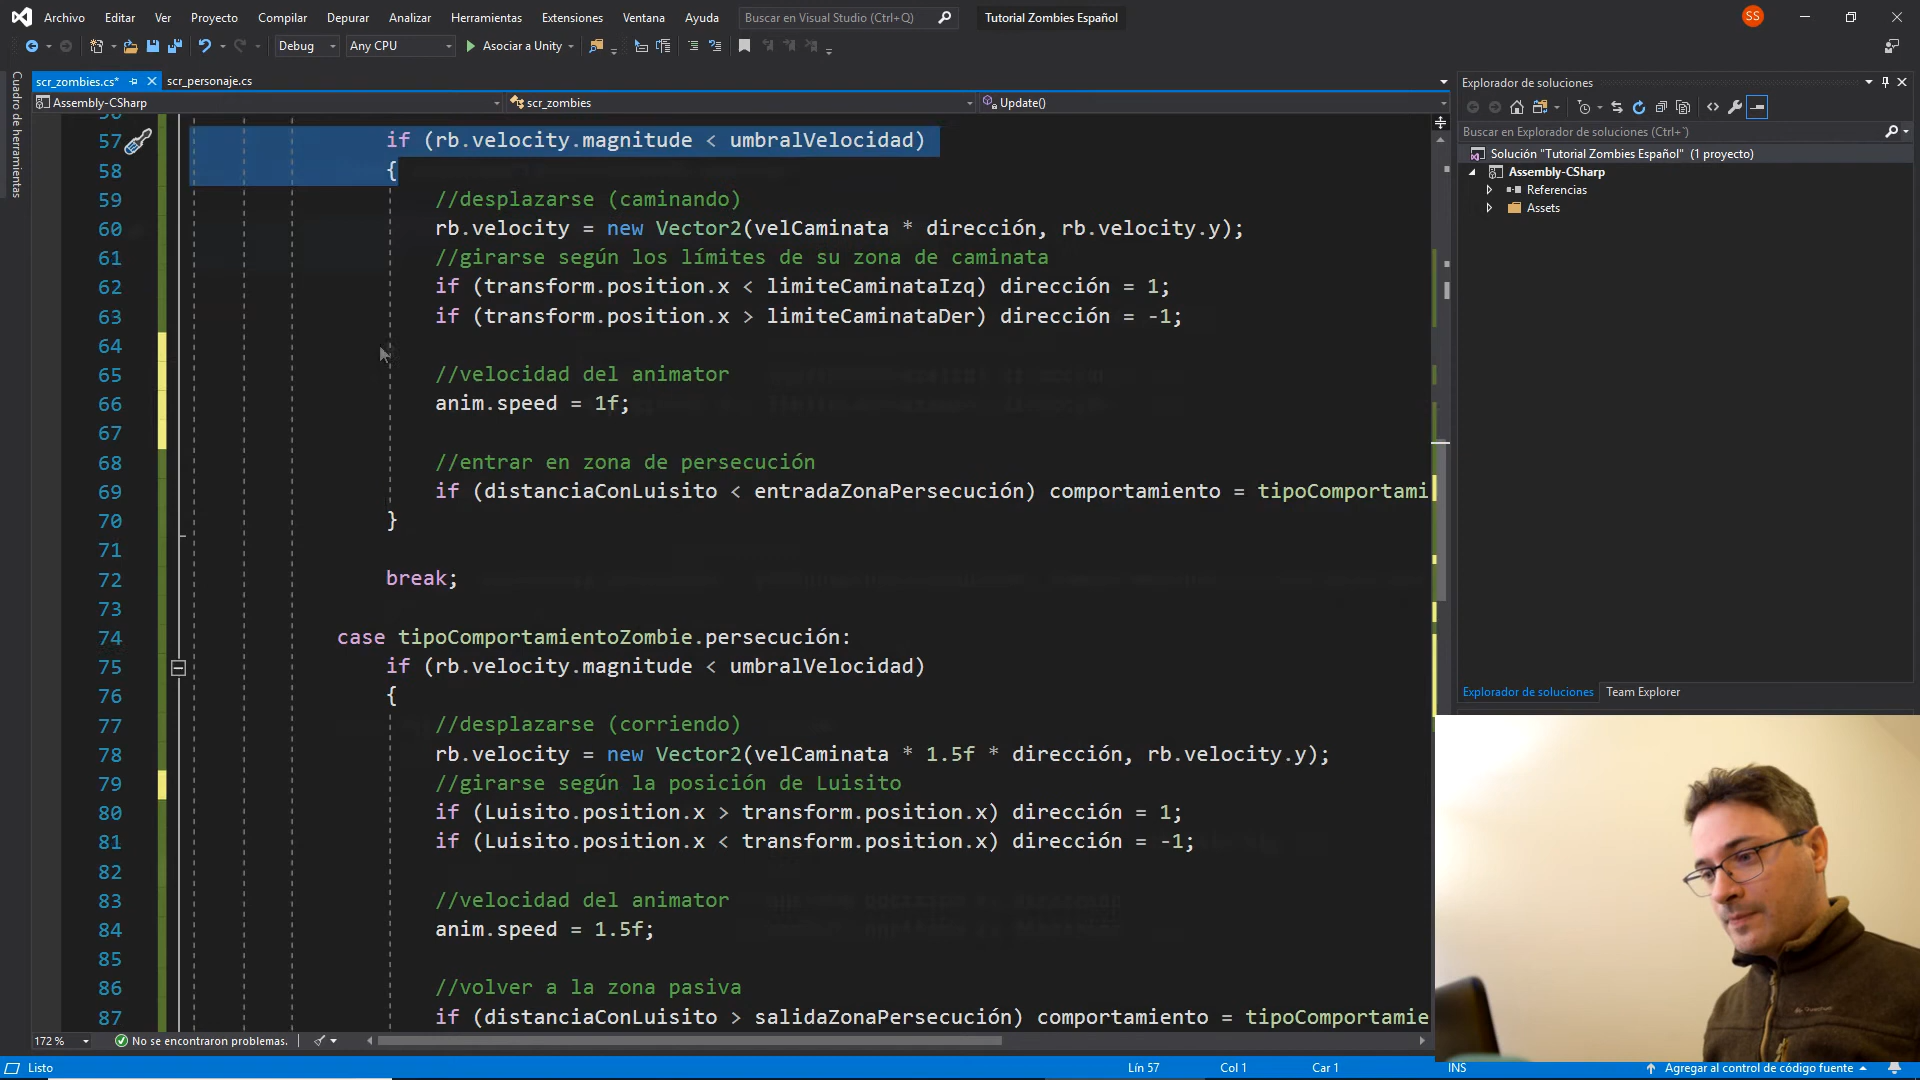 Archivo Editar Ver Proyecto Compilar Depurar Analizar Herramientas Extensiones Ventana Ayuda Buscar en Visual Studio (Ctrl+Q) Tutorial Zombies Español SS
Debug Any CPU Asociar a Unity
Cuadro de herramientas
scr_zombies.cs* scr_personaje.cs
Assembly-CSharp scr_zombies Update()
57 if (rb.velocity.magnitude < umbralVelocidad)
58 {
59 //desplazarse (caminando)
60 rb.velocity = new Vector2(velCaminata * dirección, rb.velocity.y);
61 //girarse según los límites de su zona de caminata
62 if (transform.position.x < limiteCaminataIzq) dirección = 1;
63 if (transform.position.x > limiteCaminataDer) dirección = -1;
64
65 //velocidad del animator
66 anim.speed = 1f;
67
68 //entrar en zona de persecución
69 if (distanciaConLuisito < entradaZonaPersecución) comportamiento = tipoComportami
70 }
71
72 break;
73
74 case tipoComportamientoZombie.persecución:
75 if (rb.velocity.magnitude < umbralVelocidad)
76 {
77 //desplazarse (corriendo)
78 rb.velocity = new Vector2(velCaminata * 1.5f * dirección, rb.velocity.y);
79 //girarse según la posición de Luisito
80 if (Luisito.position.x > transform.position.x) dirección = 1;
81 if (Luisito.position.x < transform.position.x) dirección = -1;
82
83 //velocidad del animator
84 anim.speed = 1.5f;
85
86 //volver a la zona pasiva
87 if (distanciaConLuisito > salidaZonaPersecución) comportamiento = tipoComportamie
172 % No se encontraron problemas.
Explorador de soluciones
Buscar en Explorador de soluciones (Ctrl+`)
Solución "Tutorial Zombies Español" (1 proyecto)
Assembly-CSharp
Referencias
Assets
Explorador de soluciones Team Explorer
Listo Lín 57 Col 1 Car 1 INS Agregar al control de código fuente